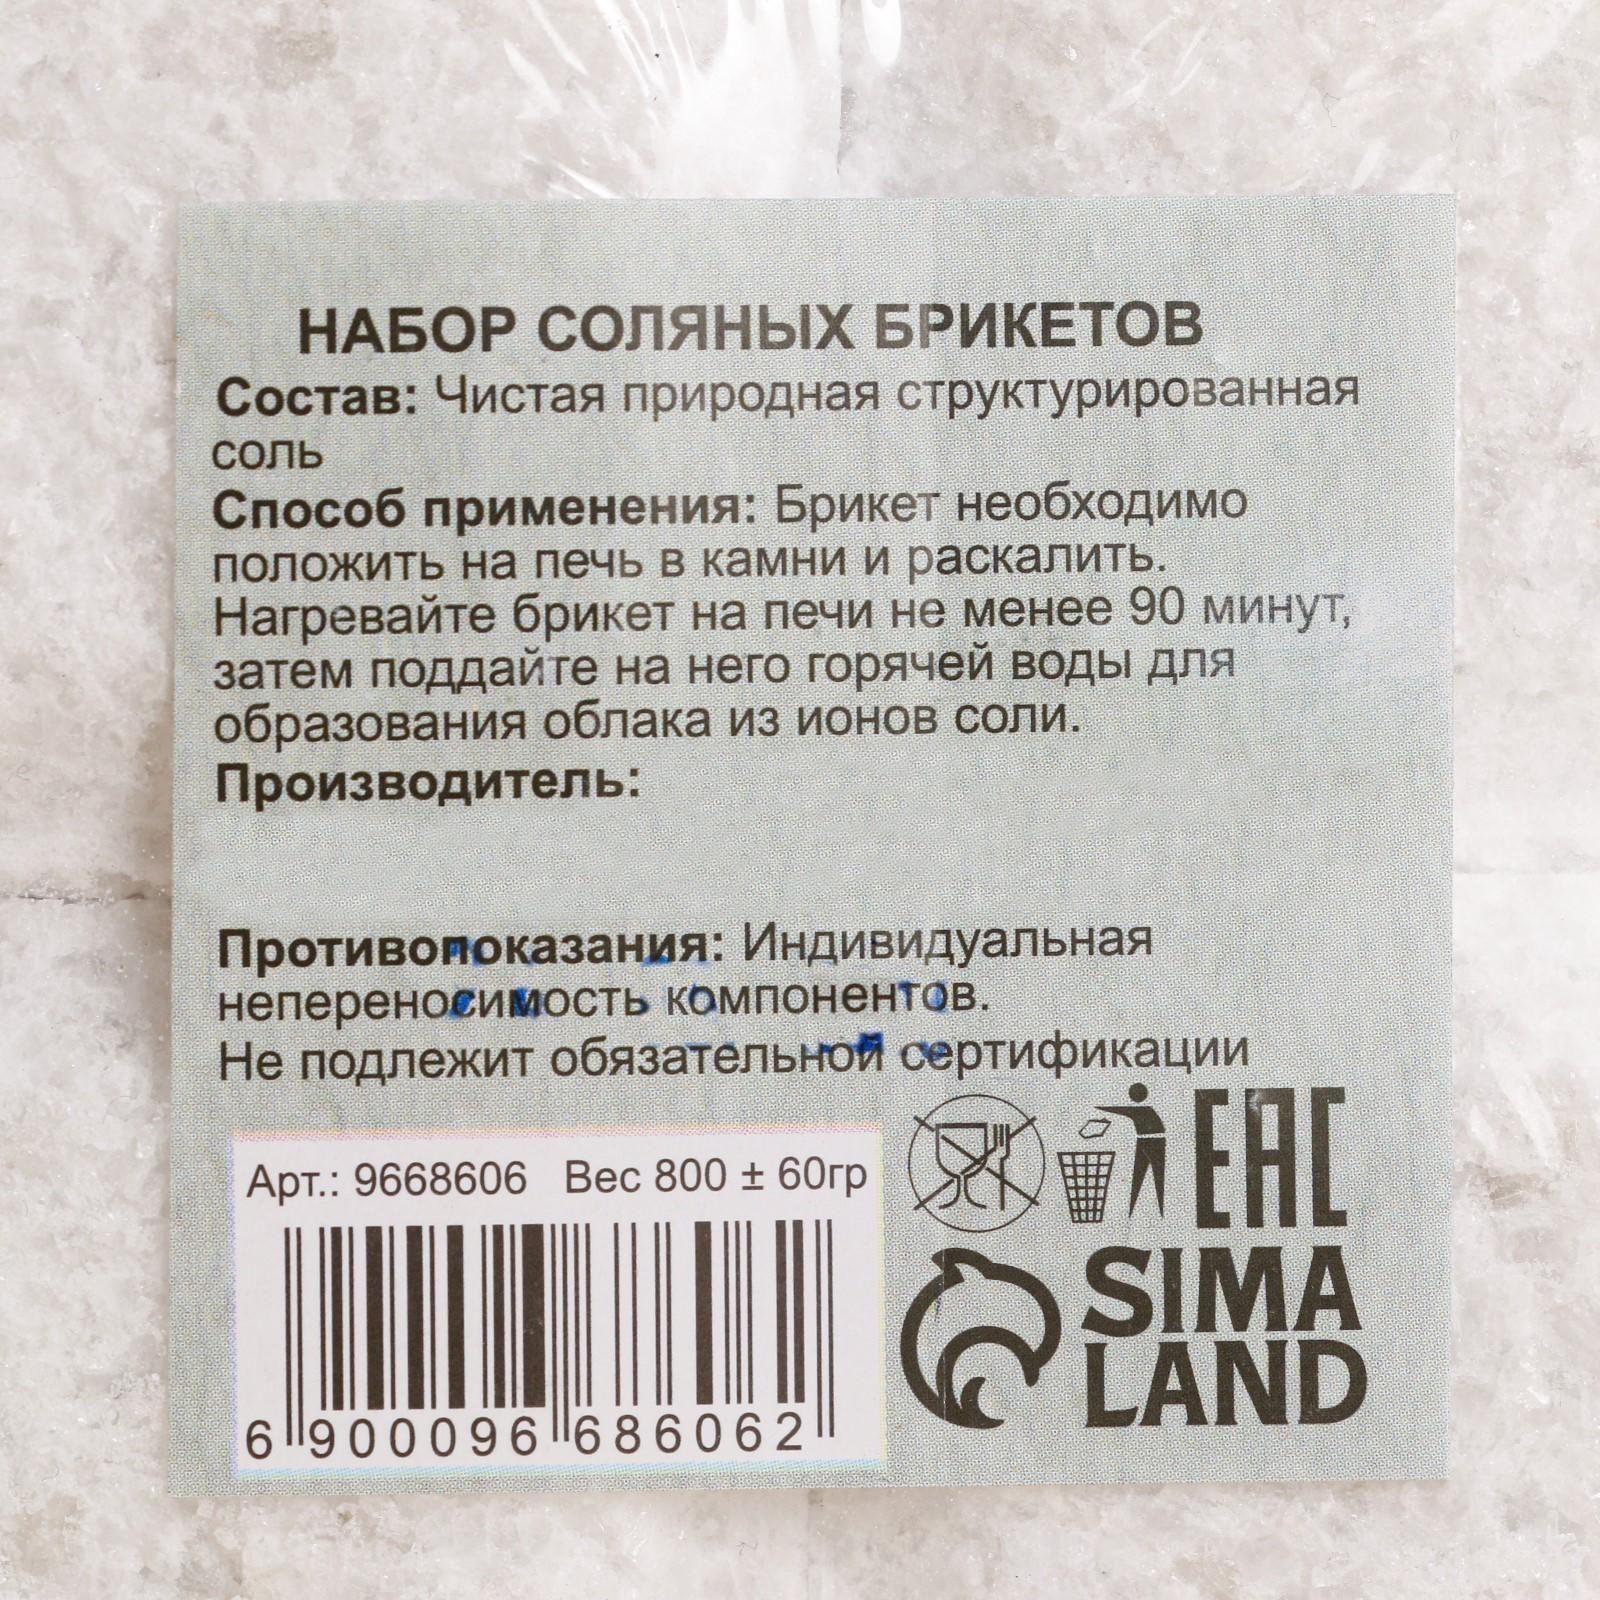 НАБОР СОЛЯНЫХ БРИКЕТОВ
Состав: Чистая природная структурированная
соль
Способ применения: Брикет необходимо
положить на печь в камни и раскалить.
Нагревайте брикет на печи не менее 90 минут,
затем поддайте на него горячей воды для
образования облака из ионов соли.
Производитель:
Противопоказания: Индивидуальная
непереносимость компонентов.
Не подлежит обязательной сертификации
Арт.: 9668606 Вес 800 ± 60гр
6 900096 686062
EAC
SIMA
LAND